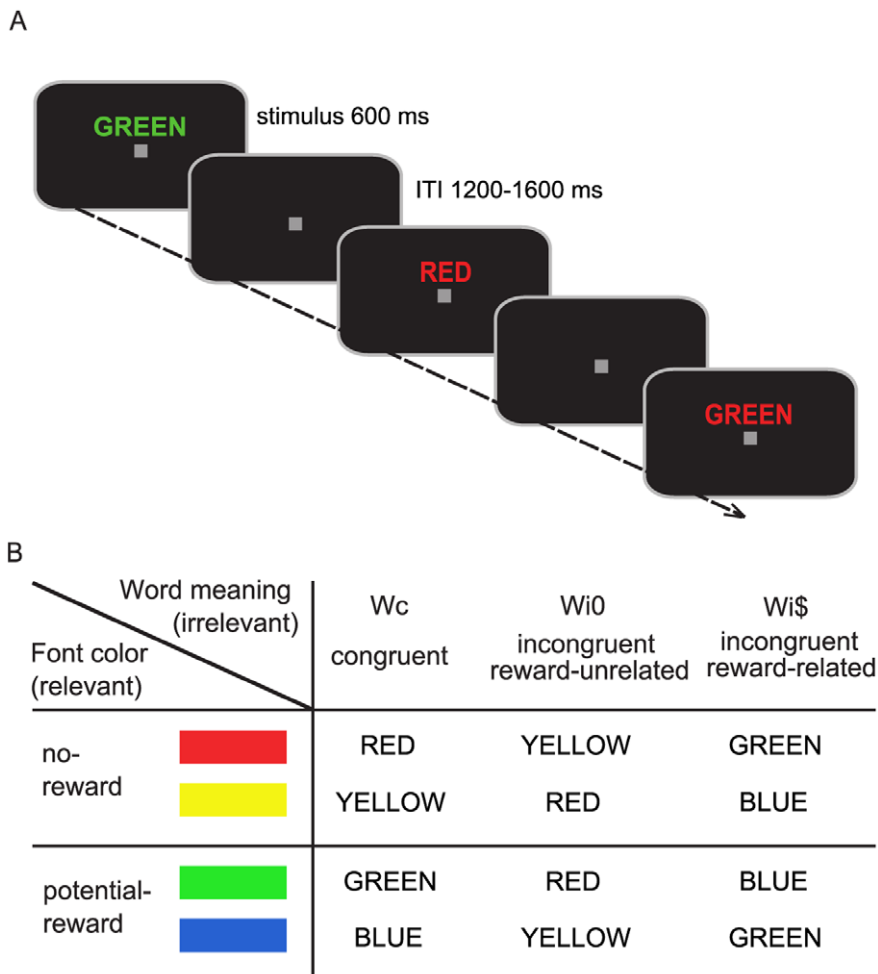 A
GREEN
stimulus 600 ms
ITI 1200-1600 ms
RED
GREEN
B
Word meaning
(irrelevant)
Font color
(relevant)
Wc
congruent
Wi0
incongruent
reward-unrelated
Wi$
incongruent
reward-related
no-
reward
RED YELLOW GREEN
YELLOW RED BLUE
potential-
reward
GREEN RED BLUE
BLUE YELLOW GREEN